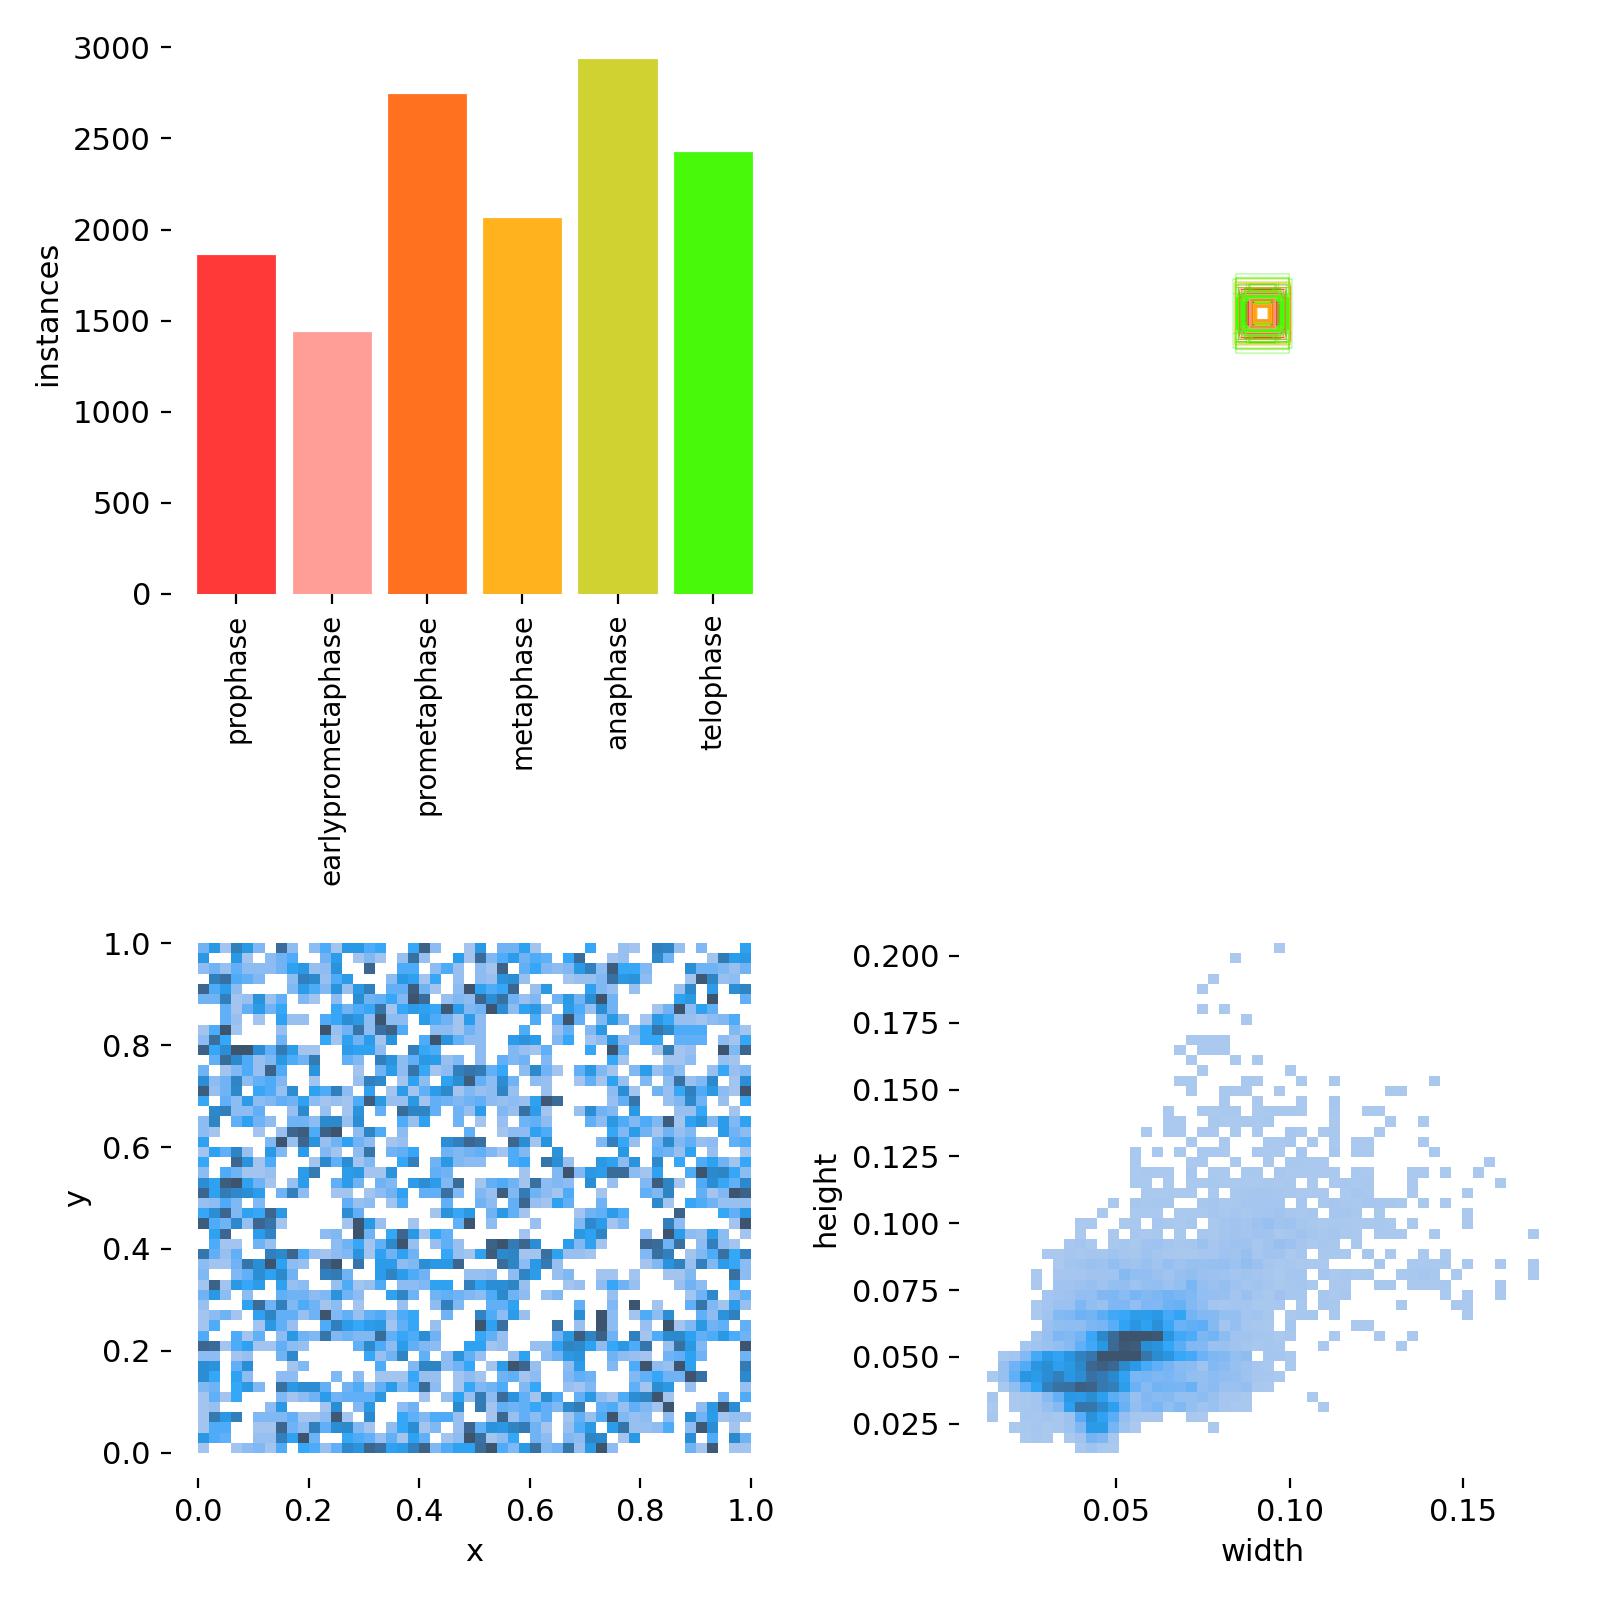 3000
2500
2000
1500
1000
500
0
instances
prophase
earlyprometaphase
prometaphase
metaphase
anaphase
telophase
1.0
0.8
0.6
0.4
0.2
0.0
y
0.0 0.2 0.4 0.6 0.8 1.0
x
0.200
0.175
0.150
0.125
0.100
0.075
0.050
0.025
height
0.05 0.10 0.15
width